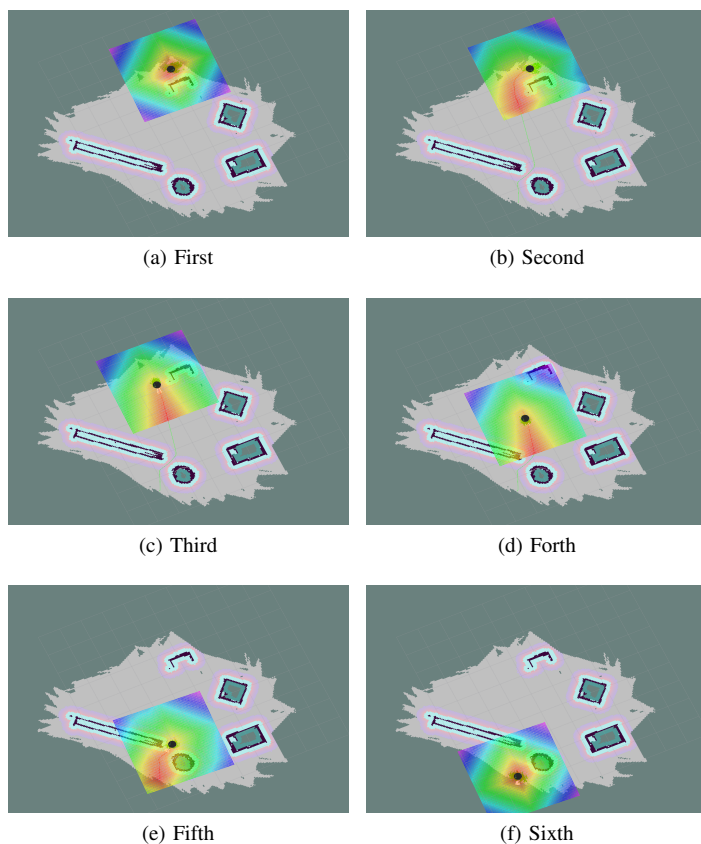 (a) First
(b) Second
(c) Third
(d) Forth
(e) Fifth
(f) Sixth